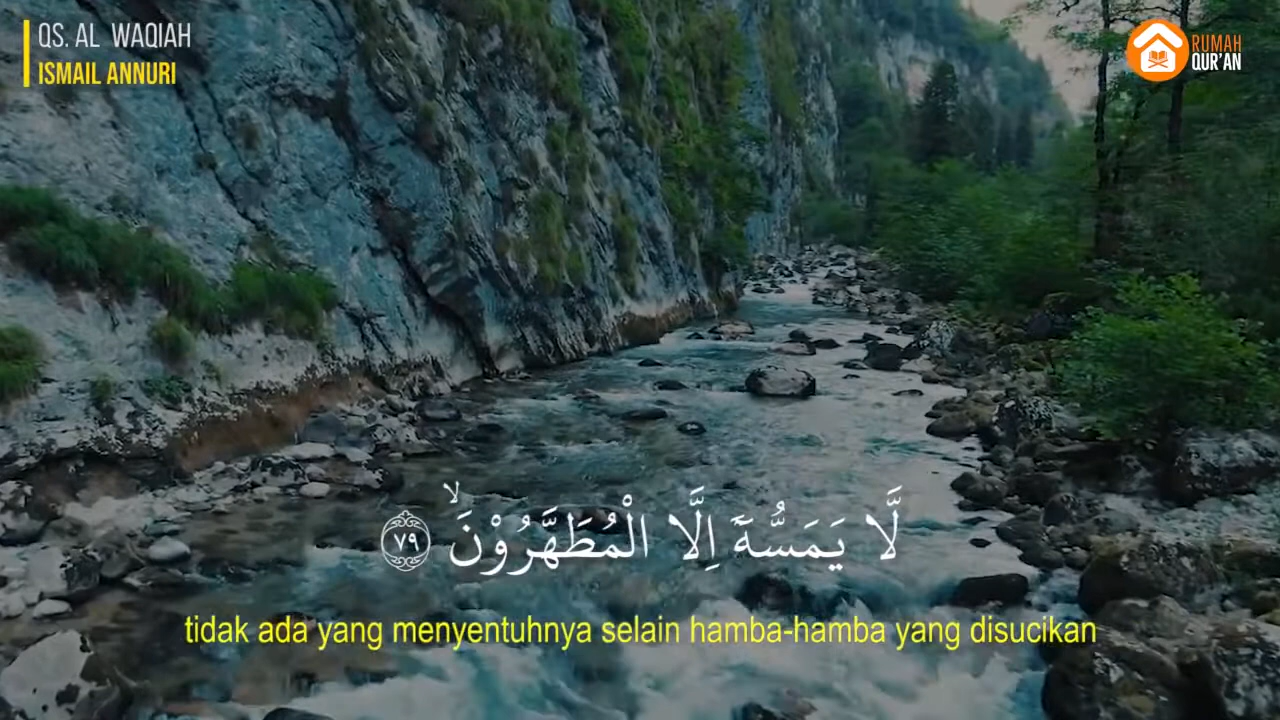 QS. AL WAQIAH
ISMAIL ANNURI
RUMAH
QUR'AN
لَّا يَمَسُّهٗٓ اِلَّا الْمُطَهَّرُوْنَۙ ٧٩
tidak ada yang menyentuhnya selain hamba-hamba yang disucikan